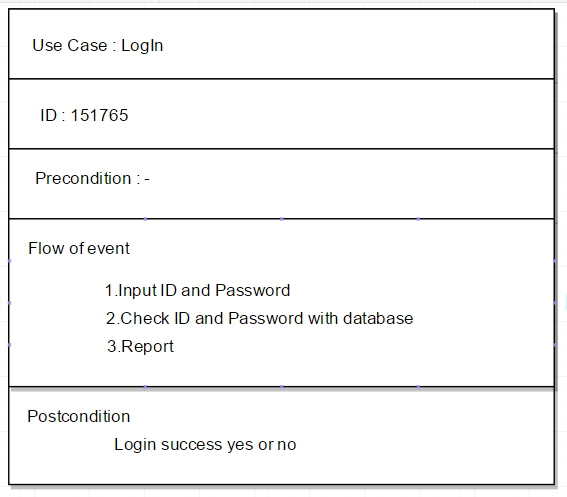 Use Case : LogIn
ID : 151765
Precondition : -
Flow of event
1.Input ID and Password
2.Check ID and Password with database
3.Report
Postcondition
Login success yes or no